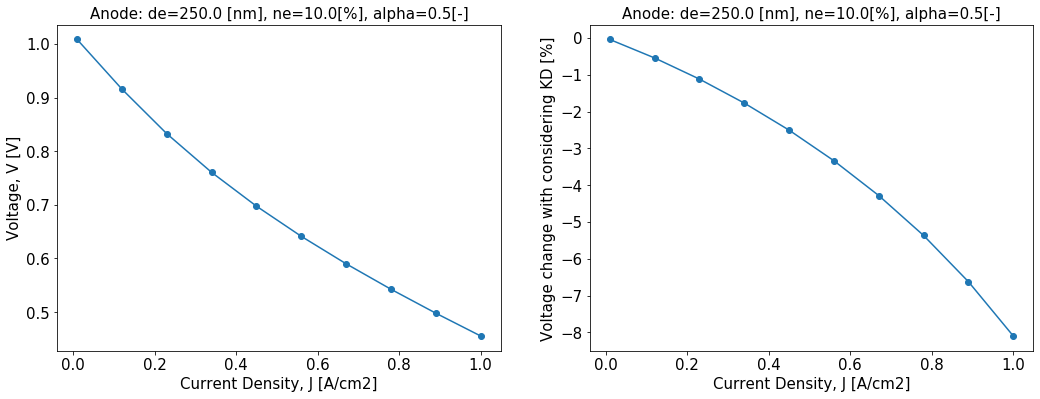 Anode: de=250.0 [nm], ne=10.0[%], alpha=0.5[-]
1.0
0.9
0.8
0.7
0.6
0.5
Voltage, V [V]
0.0 0.2 0.4 0.6 0.8 1.0
Current Density, J [A/cm2]
Anode: de=250.0 [nm], ne=10.0[%], alpha=0.5[-]
0
−1
−2
−3
−4
−5
−6
−7
−8
Voltage change with considering KD [%]
0.0 0.2 0.4 0.6 0.8 1.0
Current Density, J [A/cm2]